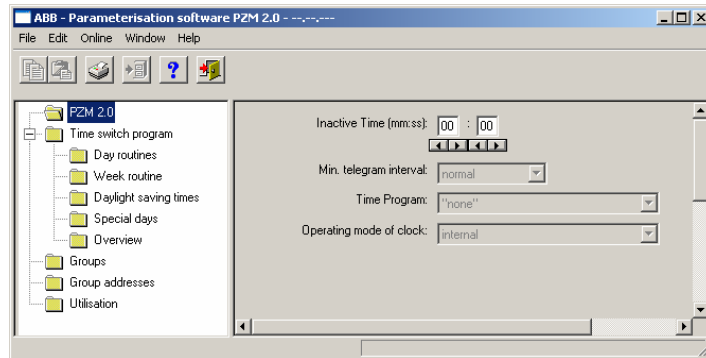 ABB - Parameterisation software PZM 2.0 - --.--.----
File Edit Online Window Help
?
PZM 2.0
Time switch program
Day routines
Week routine
Daylight saving times
Special days
Overview
Groups
Group addresses
Utilisation
Inactive Time (mm:ss): 00 : 00
Min. telegram interval: normal
Time Program: "none"
Operating mode of clock: internal